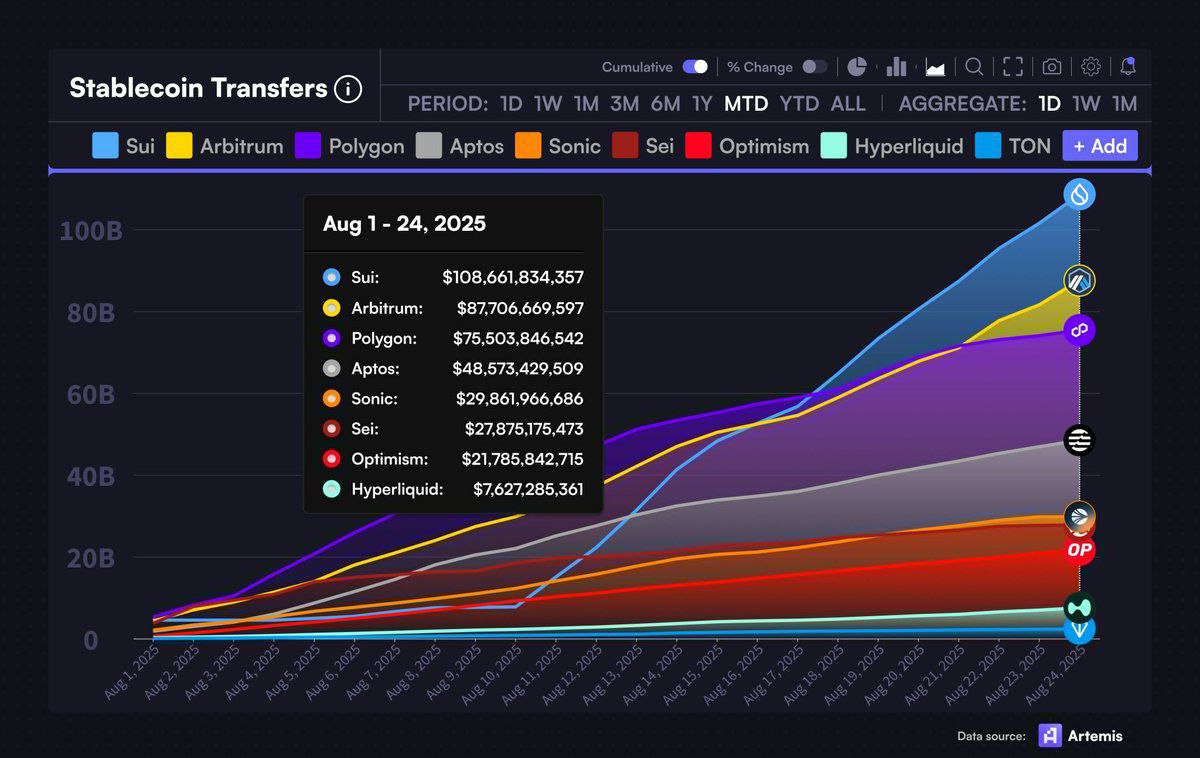 Stablecoin Transfers
Cumulative % Change
PERIOD: 1D 1W 1M 3M 6M 1Y MTD YTD ALL AGGREGATE: 1D 1W 1M
Sui Arbitrum Polygon Aptos Sonic Sei Optimism Hyperliquid TON + Add
Aug 1 - 24, 2025
Sui: $108,661,834,357
Arbitrum: $87,706,669,597
Polygon: $75,503,846,542
Aptos: $48,573,429,509
Sonic: $29,861,966,686
Sei: $27,875,175,473
Optimism: $21,785,842,715
Hyperliquid: $7,627,285,361
100B
80B
60B
40B
20B
0
OP
Aug 1, 2025
Aug 2, 2025
Aug 3, 2025
Aug 4, 2025
Aug 5, 2025
Aug 6, 2025
Aug 7, 2025
Aug 8, 2025
Aug 9, 2025
Aug 10, 2025
Aug 11, 2025
Aug 12, 2025
Aug 13, 2025
Aug 14, 2025
Aug 15, 2025
Aug 16, 2025
Aug 17, 2025
Aug 18, 2025
Aug 19, 2025
Aug 20, 2025
Aug 21, 2025
Aug 22, 2025
Aug 23, 2025
Aug 24, 2025
Data source: Artemis